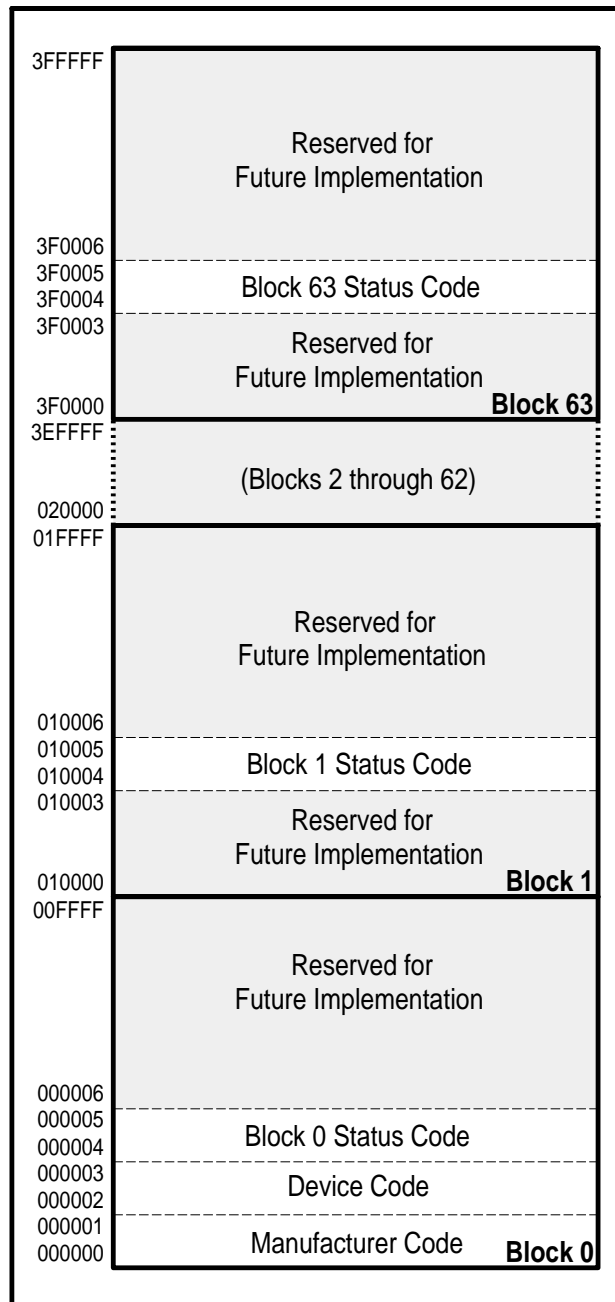 3FFFFF
Reserved for
Future Implementation
3F0006
3F0005
Block 63 Status Code
3F0004
3F0003
Reserved for
Future Implementation
3F0000
Block 63
3EFFFF
(Blocks 2 through 62)
020000
01FFFF
Reserved for
Future Implementation
010006
010005
Block 1 Status Code
010004
010003
Reserved for
Future Implementation
010000
Block 1
00FFFF
Reserved for
Future Implementation
000006
000005
Block 0 Status Code
000004
000003
Device Code
000002
000001
Manufacturer Code
000000
Block 0